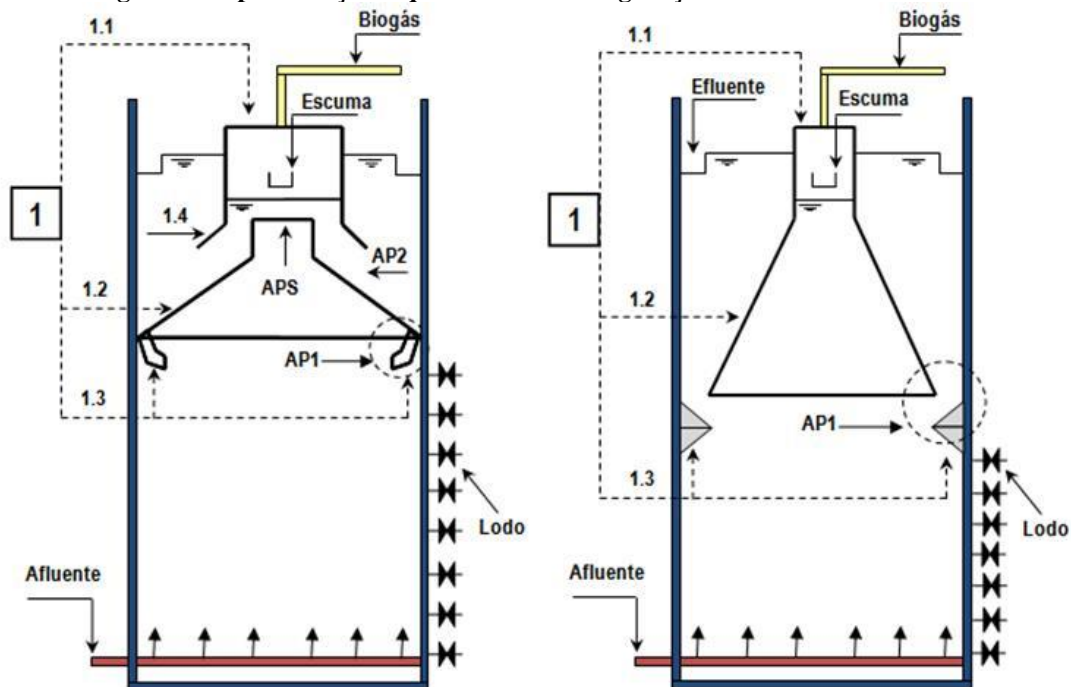 1.1
Biogás
Escuma
1
1.4
AP2
APS
1.2
AP1
1.3
Lodo
Afluente
1.1
Biogás
Efluente
Escuma
1
1.2
AP1
1.3
Lodo
Afluente